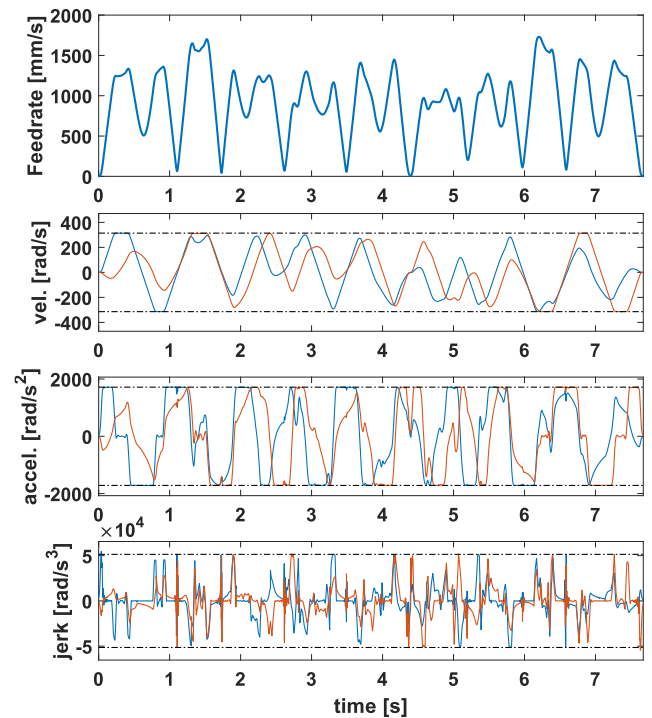 Feedrate [mm/s]
2000
1500
1000
500
0
0 1 2 3 4 5 6 7
vel. [rad/s]
400
200
0
-200
-400
0 1 2 3 4 5 6 7
accel. [rad/s²]
2000
0
-2000
0 1 2 3 4 5 6 7
×10⁴
jerk [rad/s³]
5
0
-5
0 1 2 3 4 5 6 7
time [s]